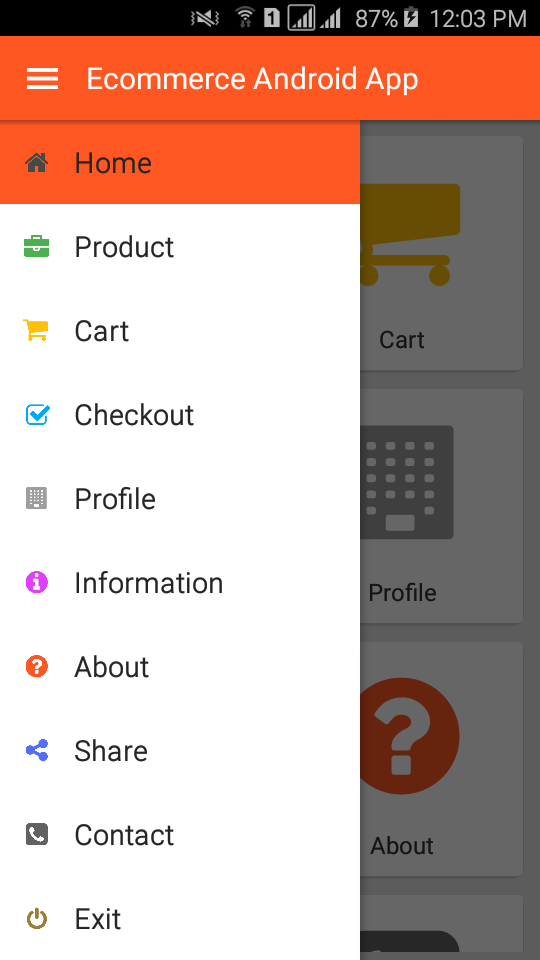 1 87% 12:03 PM
Ecommerce Android App
Home
Product
Cart
Checkout
Profile
Information
About
Share
Contact
Exit
Cart
Profile
About